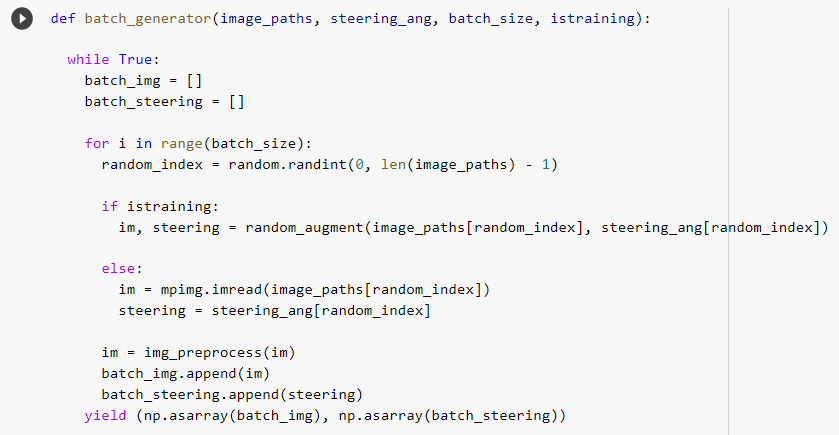 def batch_generator(image_paths, steering_ang, batch_size, istraining):
while True:
batch_img = []
batch_steering = []
for i in range(batch_size):
random_index = random.randint(0, len(image_paths) - 1)
if istraining:
im, steering = random_augment(image_paths[random_index], steering_ang[random_index])
else:
im = mpimg.imread(image_paths[random_index])
steering = steering_ang[random_index]
im = img_preprocess(im)
batch_img.append(im)
batch_steering.append(steering)
yield (np.asarray(batch_img), np.asarray(batch_steering))